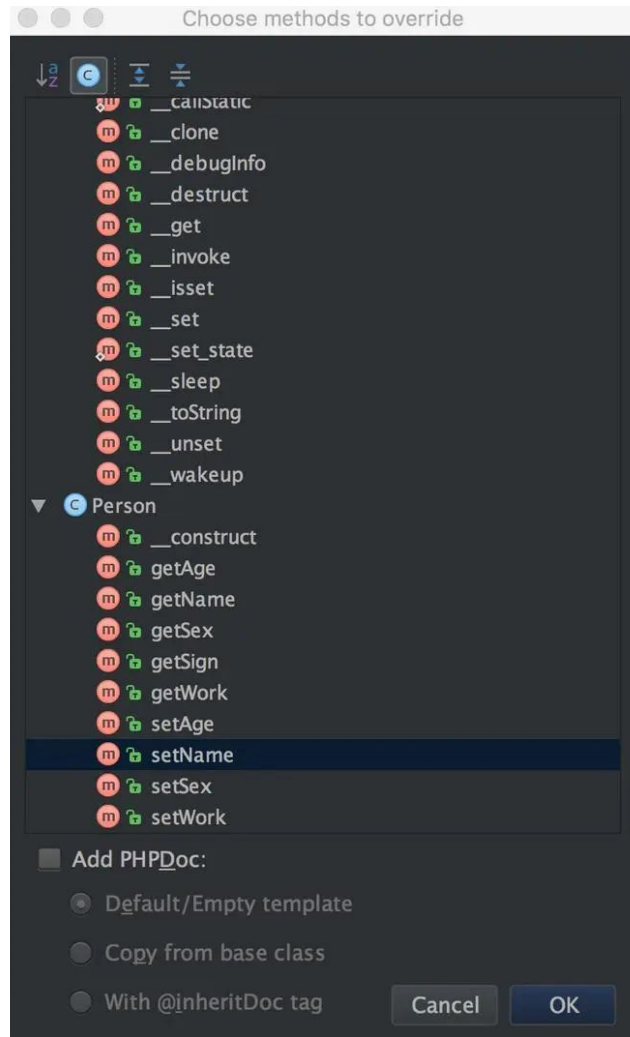 Choose methods to override
a
z
C
m __callStatic
m __clone
m __debugInfo
m __destruct
m __get
m __invoke
m __isset
m __set
m __set_state
m __sleep
m __toString
m __unset
m __wakeup
C Person
m __construct
m getAge
m getName
m getSex
m getSign
m getWork
m setAge
m setName
m setSex
m setWork
Add PHPDoc:
Default/Empty template
Copy from base class
With @inheritDoc tag
Cancel OK